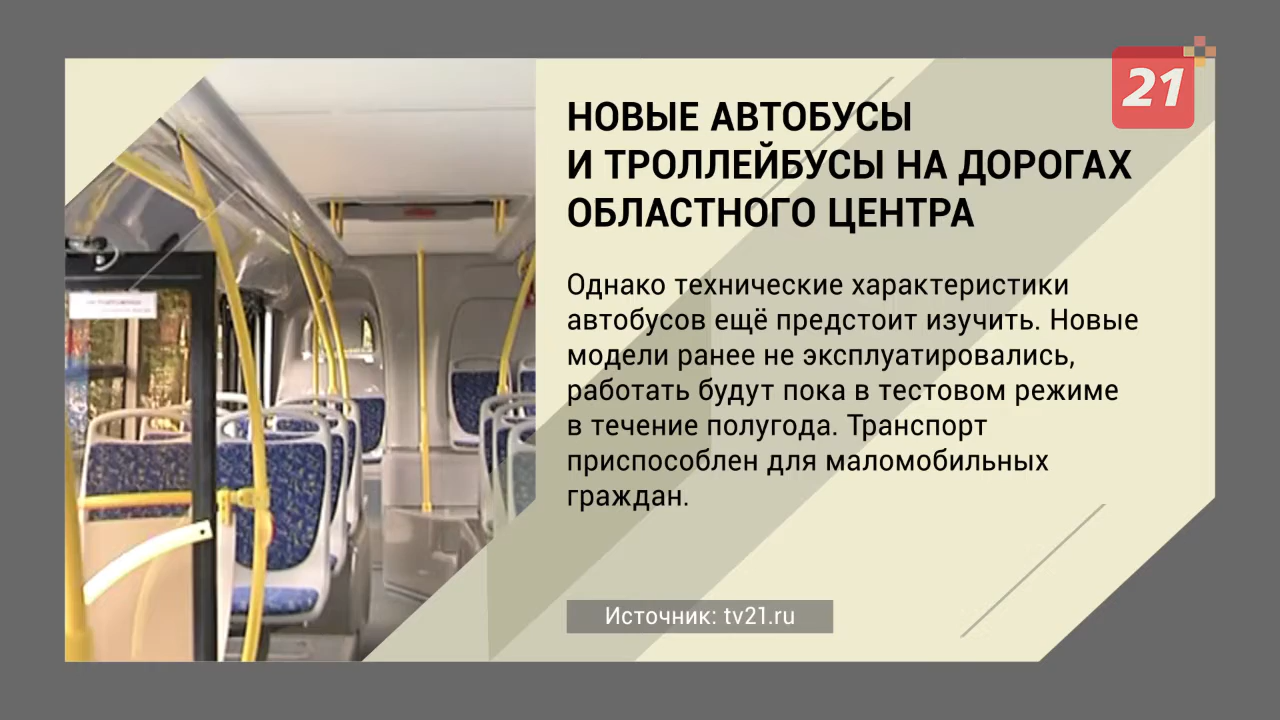 21
НОВЫЕ АВТОБУСЫ
И ТРОЛЛЕЙБУСЫ НА ДОРОГАХ
ОБЛАСТНОГО ЦЕНТРА
Однако технические характеристики
автобусов ещё предстоит изучить. Новые
модели ранее не эксплуатировались,
работать будут пока в тестовом режиме
в течение полугода. Транспорт
приспособлен для маломобильных
граждан.
Источник: tv21.ru